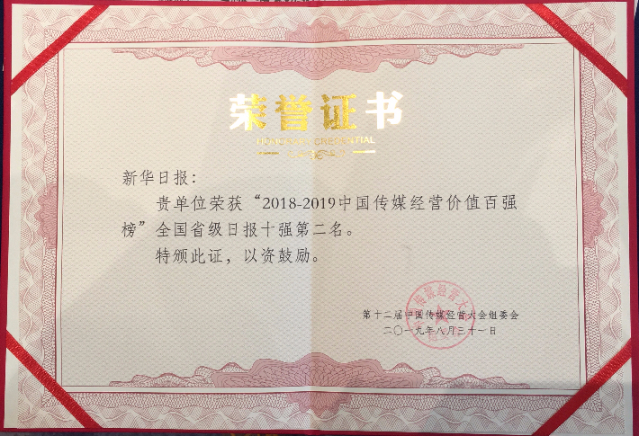 荣誉证书
新华日报：
贵单位荣获“2018-2019中国传媒经营价值百强
榜”全国省级日报十强第二名。
特颁此证，以资鼓励。
第十二届中国传媒经营大会组委会
二〇一九年八月三十一日